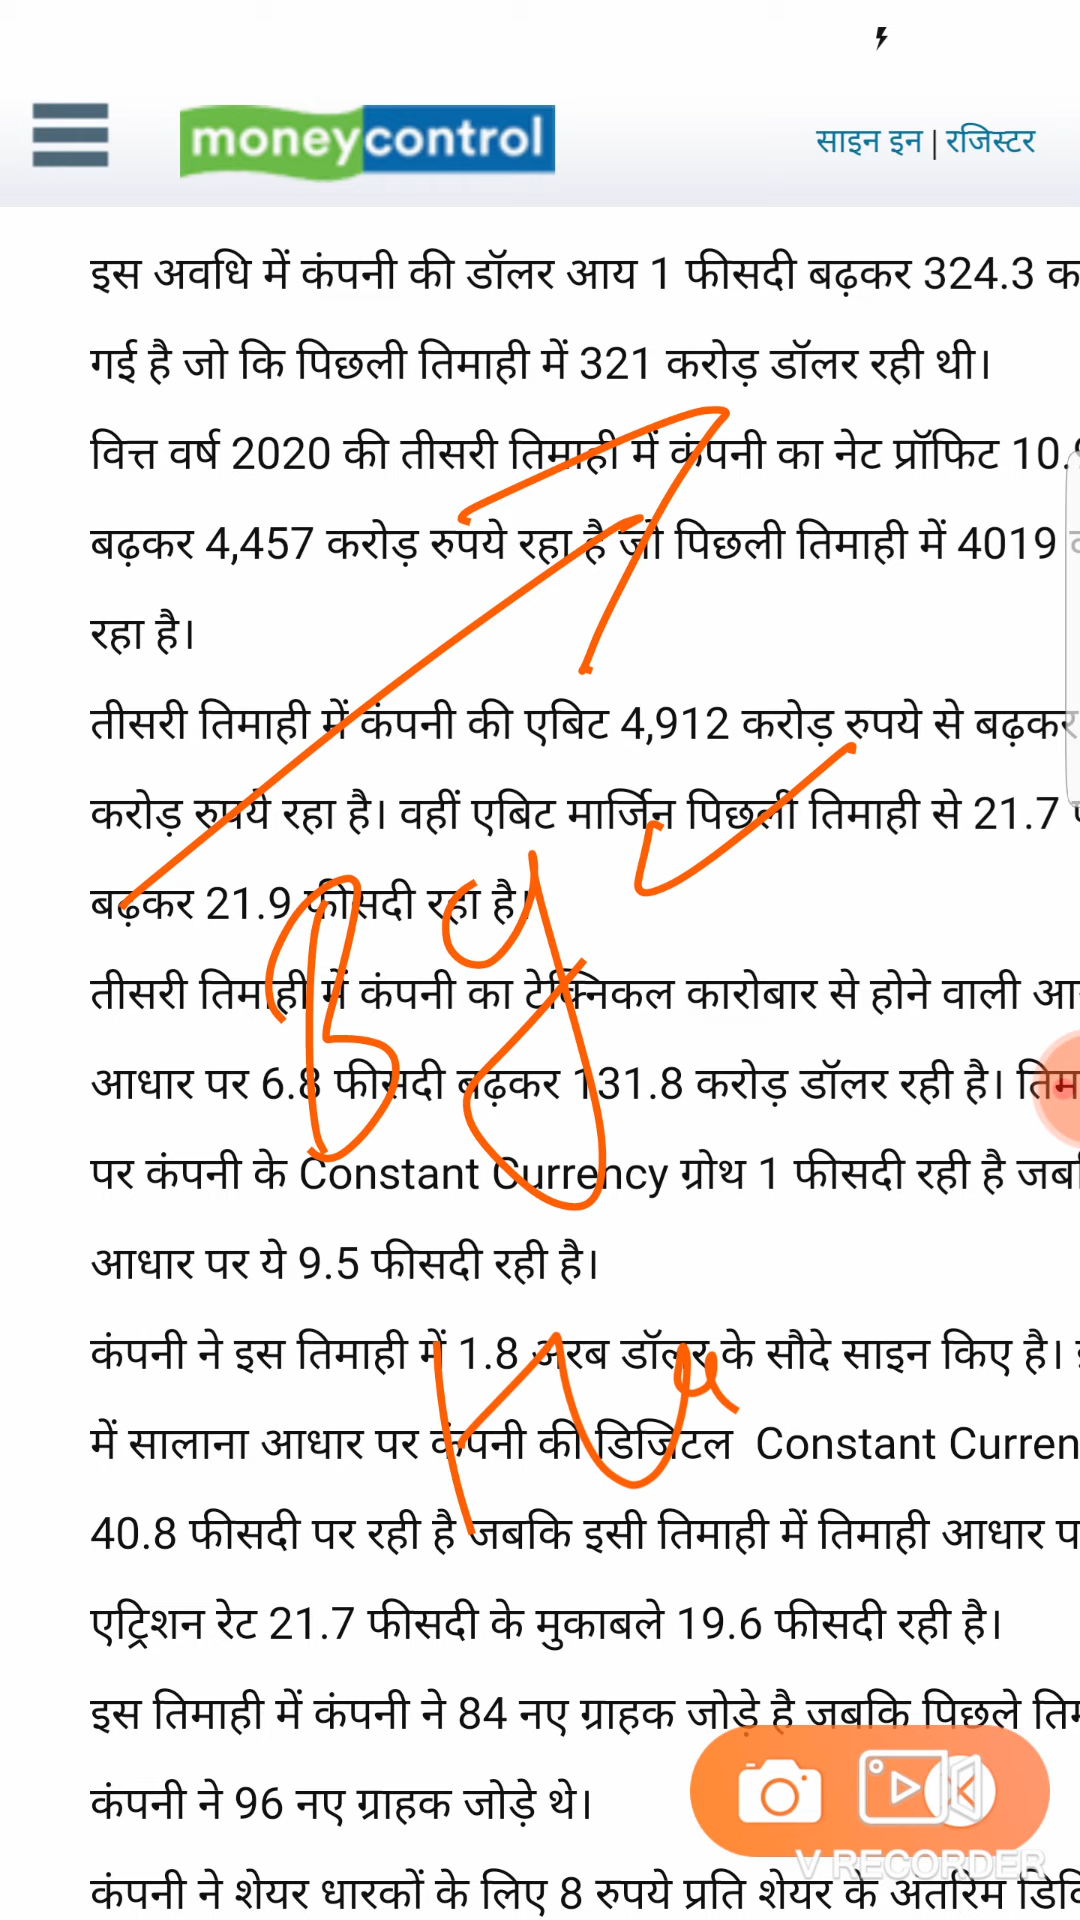 moneycontrol
साइन इन | रजिस्टर
इस अवधि में कंपनी की डॉलर आय 1 फीसदी बढ़कर 324.3
गई है जो कि पिछली तिमाही में 321 करोड़ डॉलर रही थी।
वित्त वर्ष 2020 की तीसरी तिमाही में कंपनी का नेट प्रॉफिट
बढ़कर 4,457 करोड़ रुपये रहा है जो पिछली तिमाही में 4019
रहा है।
तीसरी तिमाही में कंपनी की एबिट 4,912 करोड़ रुपये से बढ़कर
करोड़ रुपये रहा है। वहीं एबिट मार्जिन पिछली तिमाही से 21.7
बढ़कर 21.9 फीसदी रहा है।
तीसरी तिमाही में कंपनी का टेक्निकल कारोबार से होने वाली
आधार पर 6.8 फीसदी बढ़कर 131.8 करोड़ डॉलर रही है।
पर कंपनी के Constant Currency ग्रोथ 1 फीसदी रही है
आधार पर ये 9.5 फीसदी रही है।
कंपनी ने इस तिमाही में 1.8 अरब डॉलर के सौदे साइन किए है।
में सालाना आधार पर कंपनी की डिजिटल Constant Curren
40.8 फीसदी पर रही है जबकि इसी तिमाही में तिमाही आधार
एट्रिशन रेट 21.7 फीसदी के मुकाबले 19.6 फीसदी रही है।
इस तिमाही में कंपनी ने 84 नए ग्राहक जोड़े है जबकि पिछले
कंपनी ने 96 नए ग्राहक जोड़े थे।
V RECORDER
कंपनी ने शेयर धारकों के लिए 8 रुपये प्रति शेयर के अंतरिम